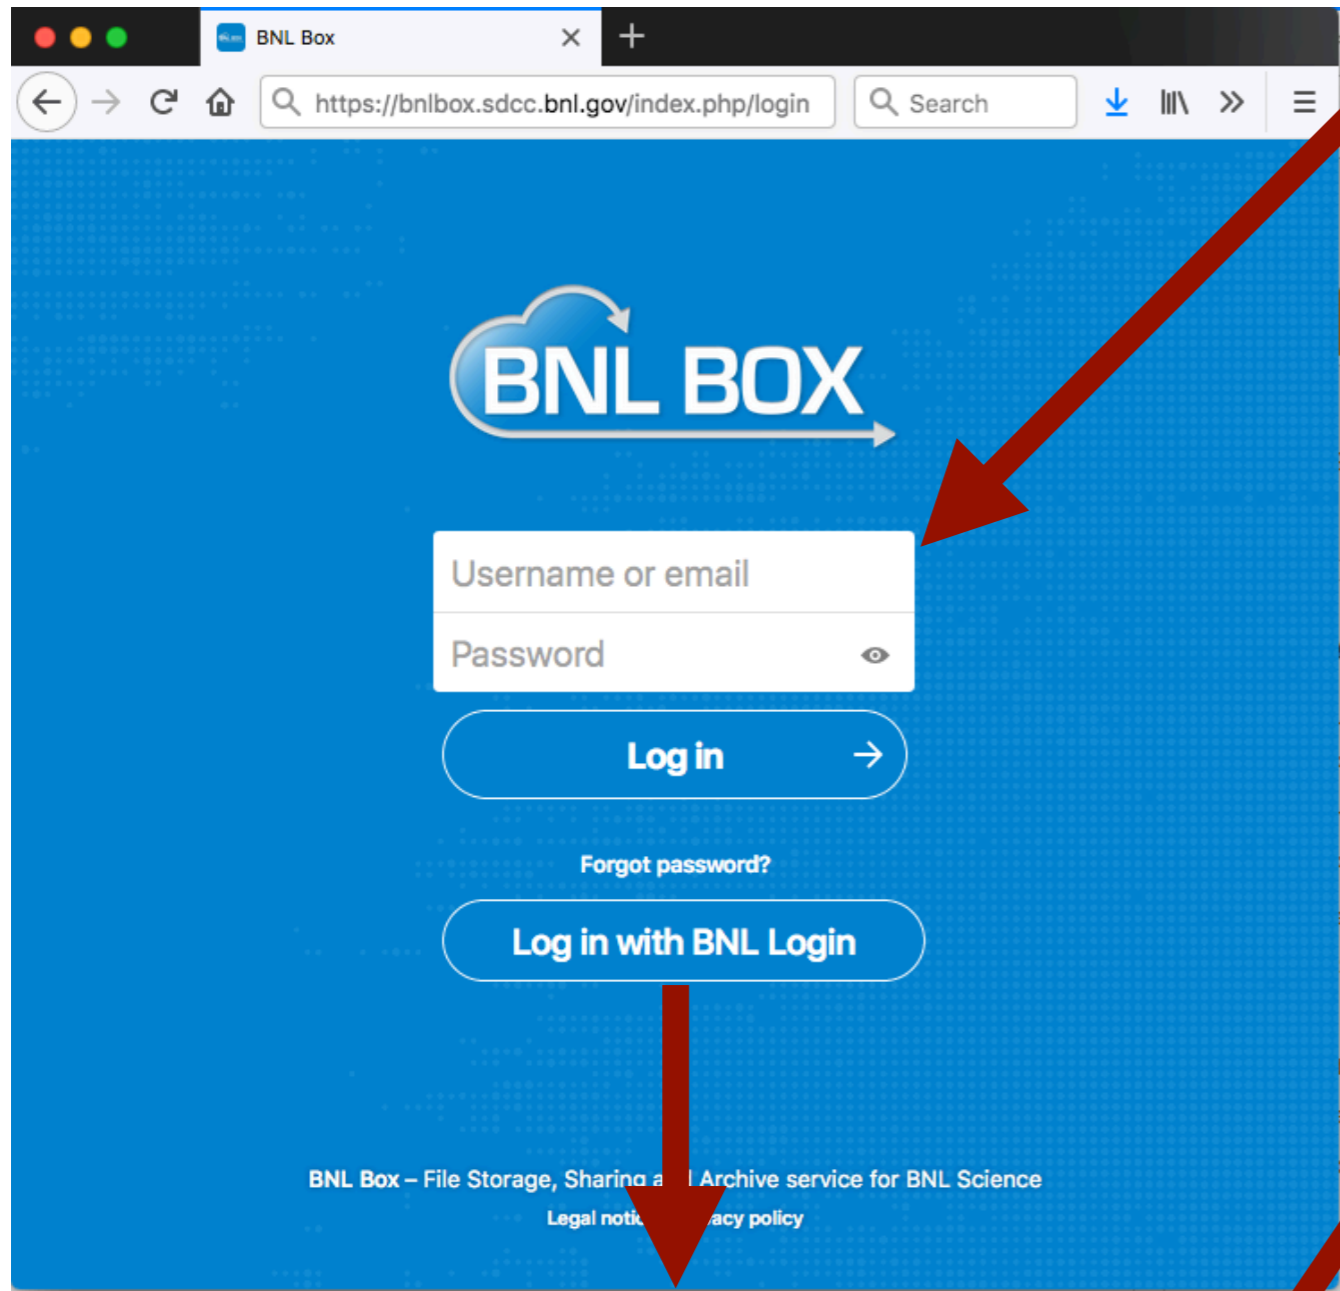 BNL Box
https://bnlbox.sdcc.bnl.gov/index.php/login
Search
BNL BOX
Username or email
Password
Log in
Forgot password?
Log in with BNL Login
BNL Box – File Storage, Sharing Archive service for BNL Science
Legal policy